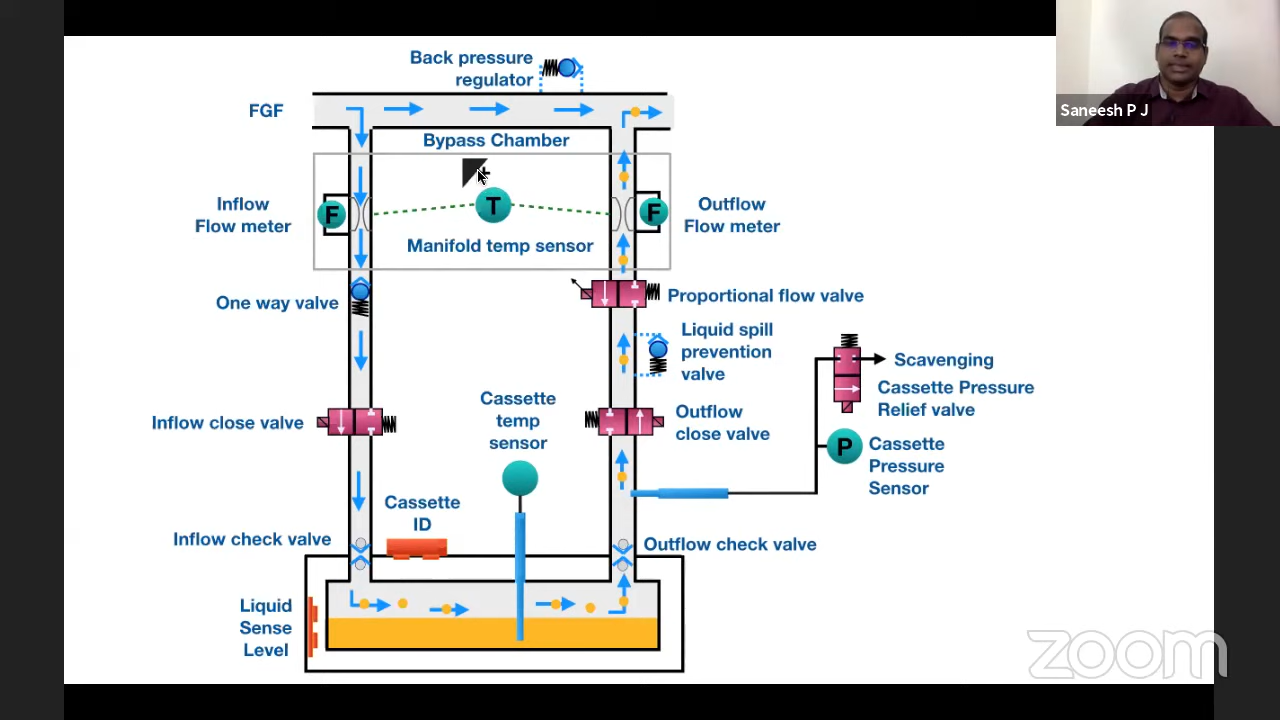 Back pressure
regulator
Saneesh P J
FGF
Bypass Chamber
Inflow
Flow meter
F
T
F
Outflow
Flow meter
Manifold temp sensor
One way valve
Proportional flow valve
Liquid spill
prevention
valve
Scavenging
Cassette Pressure
Relief valve
Cassette
temp
sensor
Inflow close valve
Outflow
close valve
P
Cassette
Pressure
Sensor
Cassette
ID
Inflow check valve
Outflow check valve
Liquid
Sense
Level
zoom